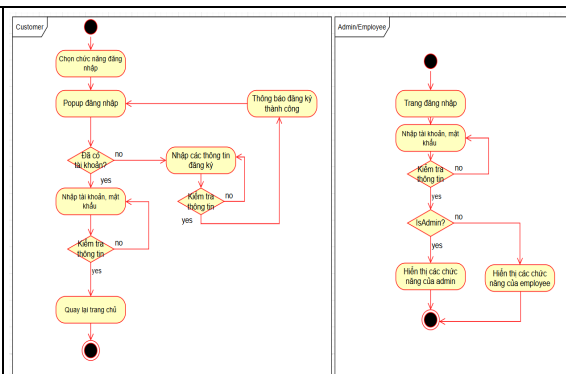 Customer
Chọn chức năng đăng
nhập
Popup đăng nhập
Thông báo đăng ký
thành công
Đã có
tài khoản?
no
yes
Nhập các thông tin
đăng ký
Kiểm tra
thông tin
no
yes
Nhập tài khoản, mật
khẩu
Kiểm tra
thông tin
no
yes
Quay lại trang chủ
Admin/Employee
Trang đăng nhập
Nhập tài khoản, mật
khẩu
Kiểm tra
thông tin
no
yes
IsAdmin?
no
yes
Hiển thị các chức
năng của admin
Hiển thị các chức
năng của employee